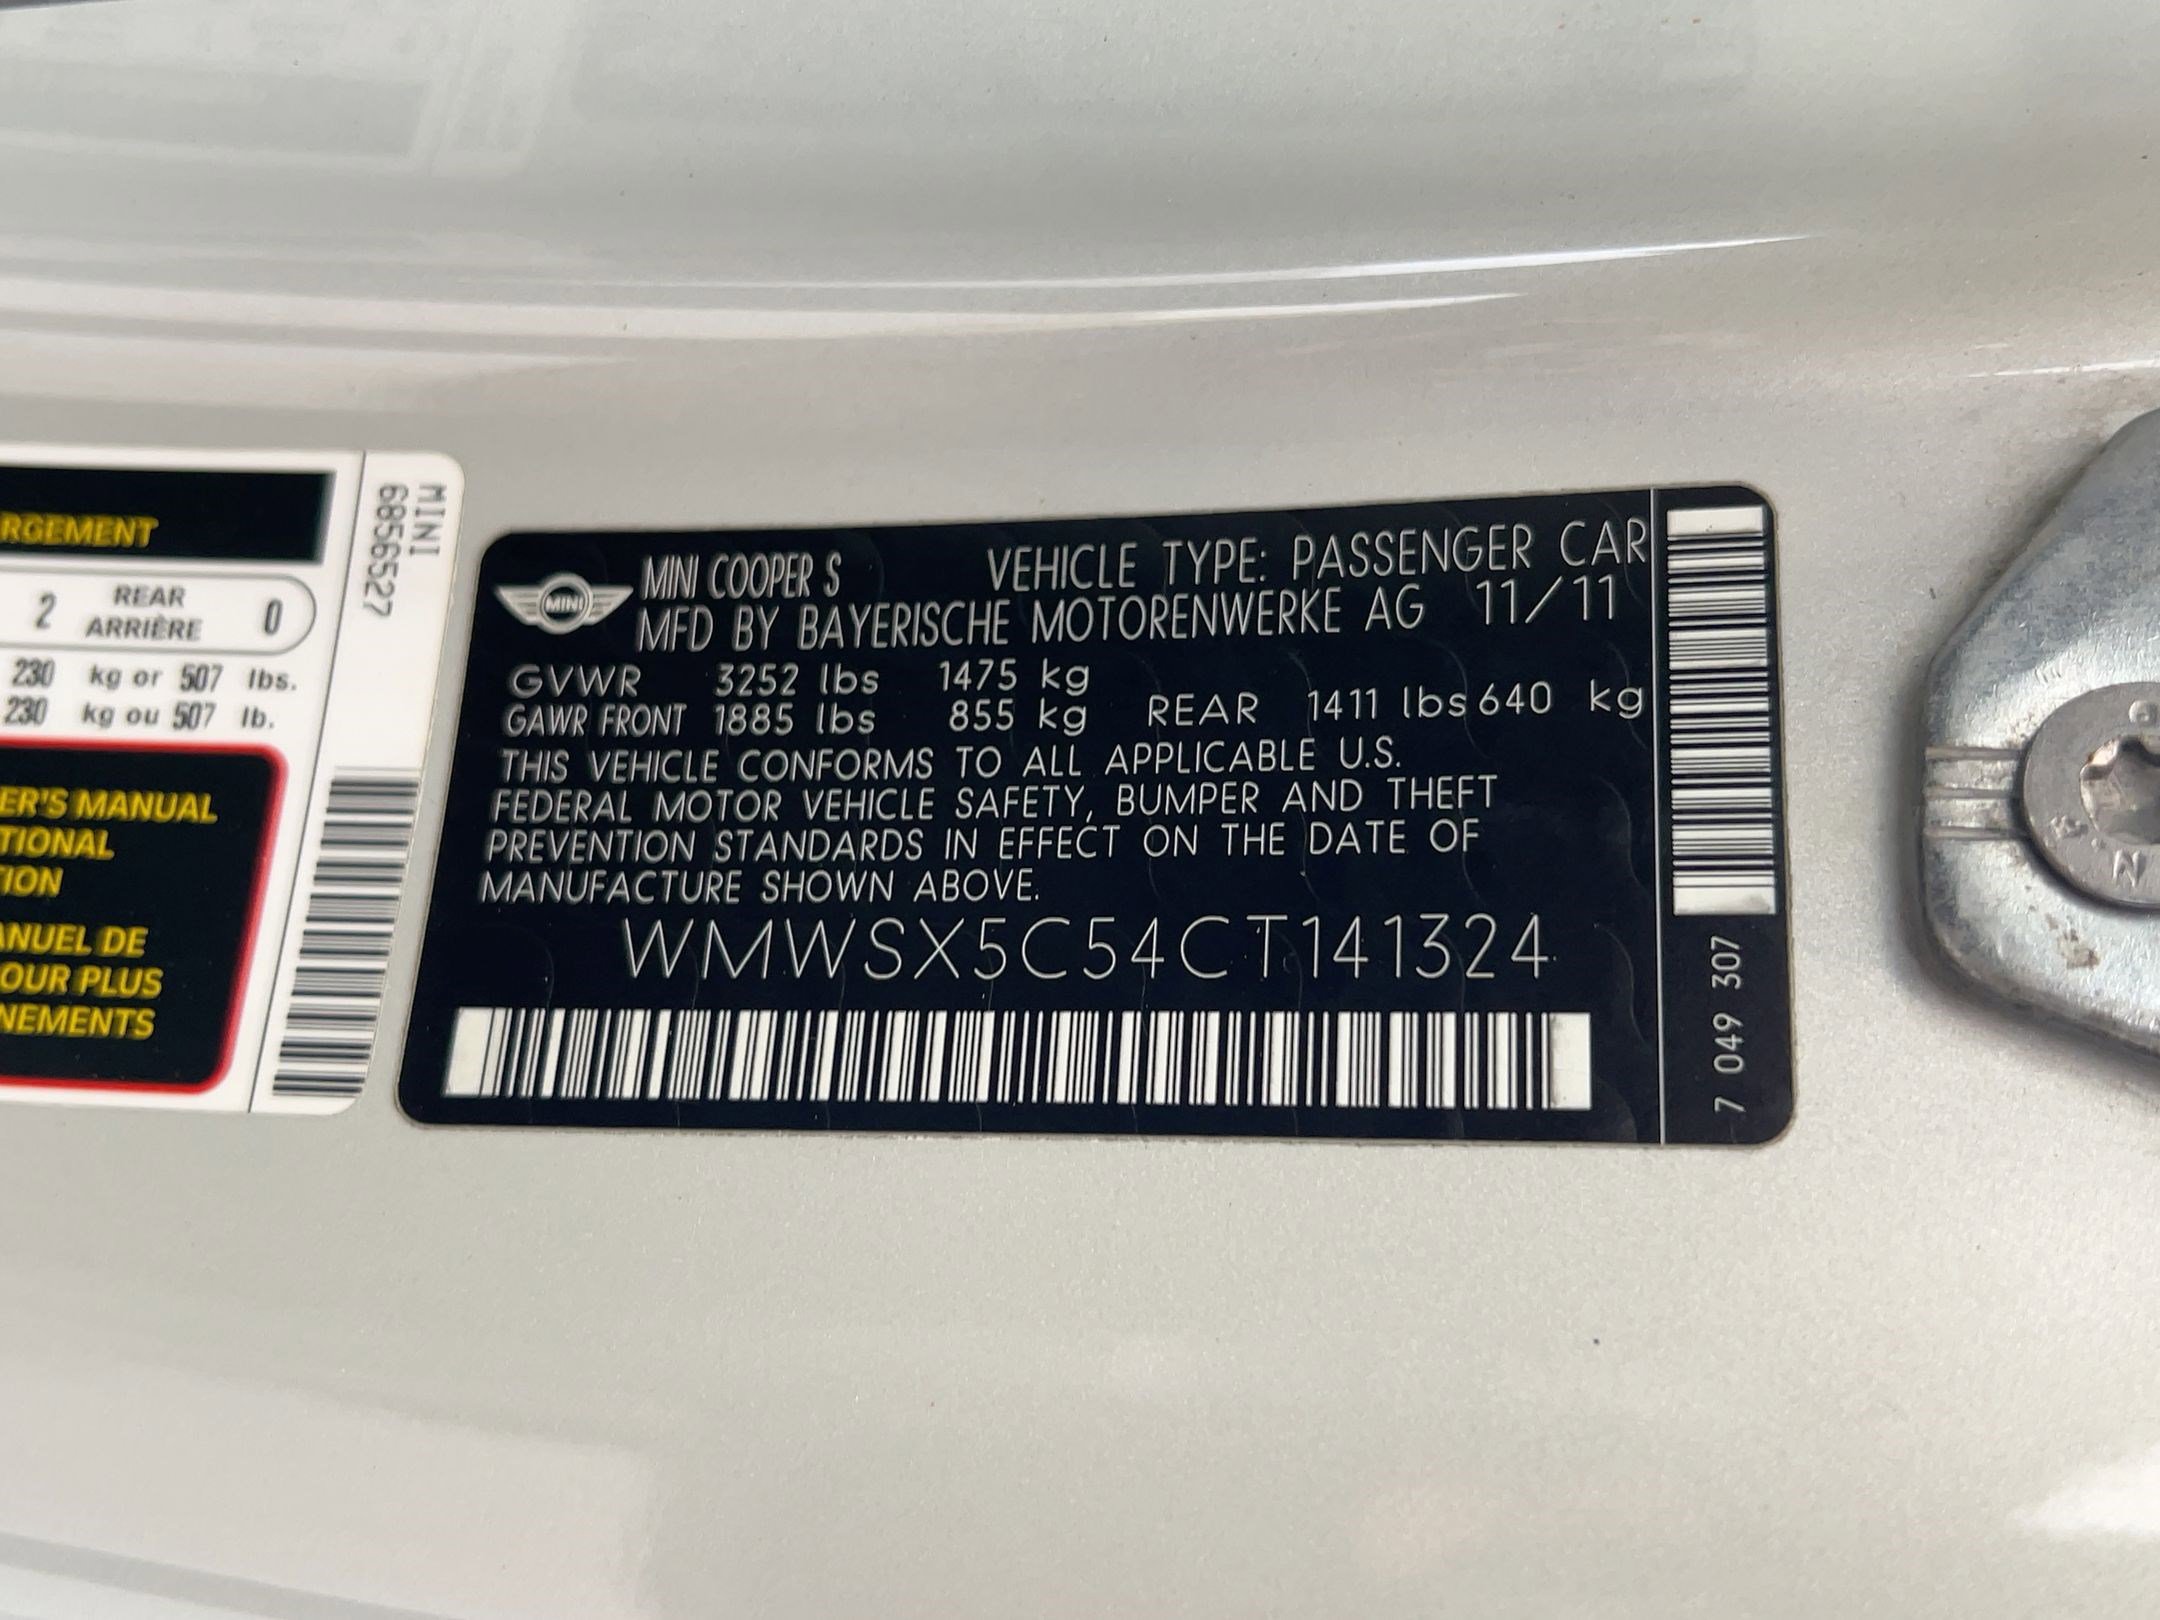 RGEMENT
2 REAR ARRIÈRE 0
230 kg or 507 lbs.
230 kg ou 507 lb.
ER'S MANUAL
TIONAL
ION
ANUEL DE
OUR PLUS
NEMENTS
MINI
6856527
MINI
MINI COOPER S VEHICLE TYPE: PASSENGER CAR
MFD BY BAYERISCHE MOTORENWERKE AG 11/11
GVWR 3252 lbs 1475 kg
GAWR FRONT 1885 lbs 855 kg REAR 1411 lbs 640 kg
THIS VEHICLE CONFORMS TO ALL APPLICABLE U.S.
FEDERAL MOTOR VEHICLE SAFETY, BUMPER AND THEFT
PREVENTION STANDARDS IN EFFECT ON THE DATE OF
MANUFACTURE SHOWN ABOVE.
WMWSX5C54CT141324
7 049 307